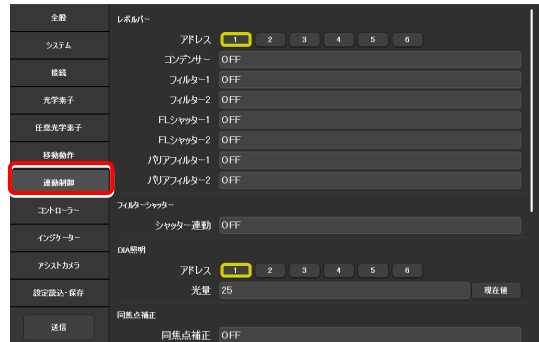 全般
システム
接続
光学素子
任意光学素子
移動動作
連動制御
コントローラー
インジケーター
アシストカメラ
設定読込・保存
送信
レボルバー
アドレス 1 2 3 4 5 6
コンデンサー OFF
フィルター1 OFF
フィルター2 OFF
FLシャッター1 OFF
FLシャッター2 OFF
バリアフィルター1 OFF
バリアフィルター2 OFF
フィルターシャッター
シャッター連動 OFF
DIA照明
アドレス 1 2 3 4 5 6
光量 25 現在値
同焦点補正
同焦点補正 OFF